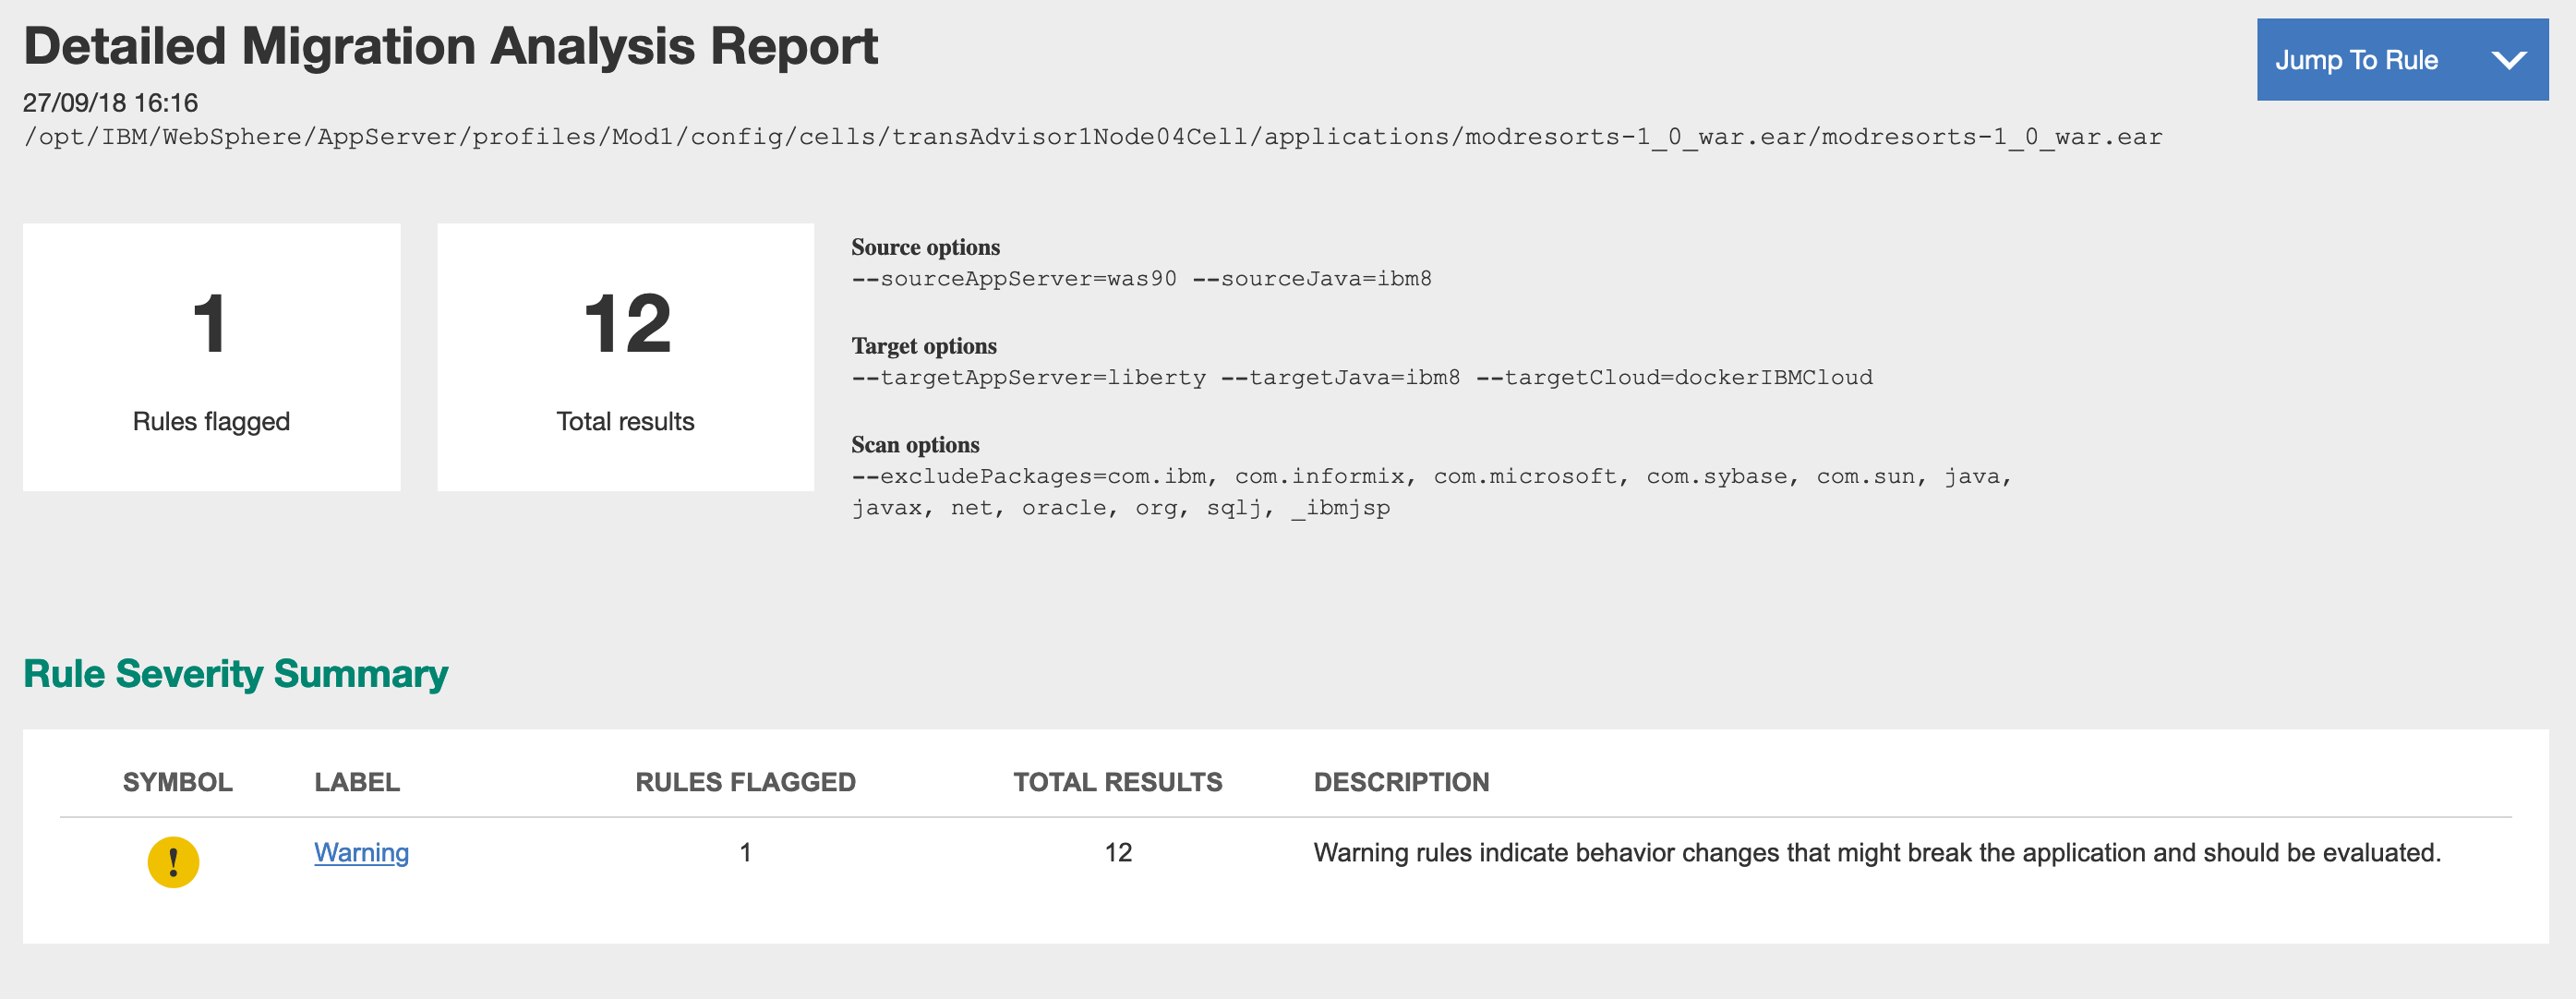 Detailed Migration Analysis Report
Jump To Rule
27/09/18 16:16
/opt/IBM/WebSphere/AppServer/profiles/Mod1/config/cells/transAdvisor1Node04Cell/applications/modresorts-1_0_war.ear/modresorts-1_0_war.ear
1
Rules flagged
12
Total results
Source options
--sourceAppServer=was90 --sourceJava=ibm8
Target options
--targetAppServer=liberty --targetJava=ibm8 --targetCloud=dockerIBMCloud
Scan options
--excludePackages=com.ibm, com.informix, com.microsoft, com.sybase, com.sun, java,
javax, net, oracle, org, sqlj, _ibmjsp
Rule Severity Summary
SYMBOL LABEL RULES FLAGGED TOTAL RESULTS DESCRIPTION
! Warning 1 12 Warning rules indicate behavior changes that might break the application and should be evaluated.